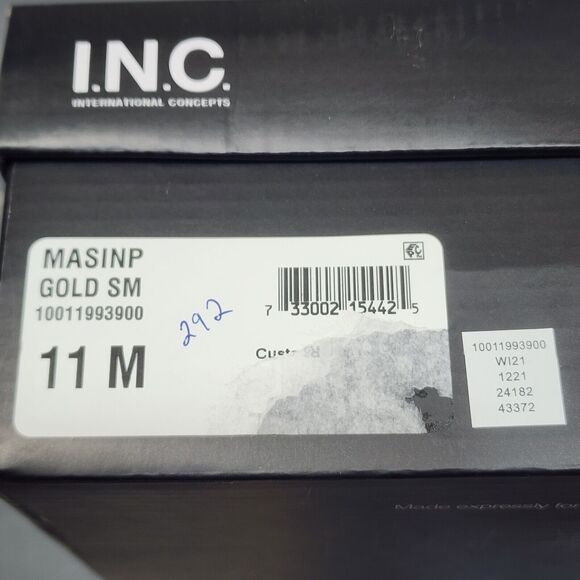 I.N.C.
INTERNATIONAL CONCEPTS
MASINP
GOLD SM
10011993900
11 M
292
7 33002 15442 5
10011993900
WI21
1221
24182
43372
Made expressly for